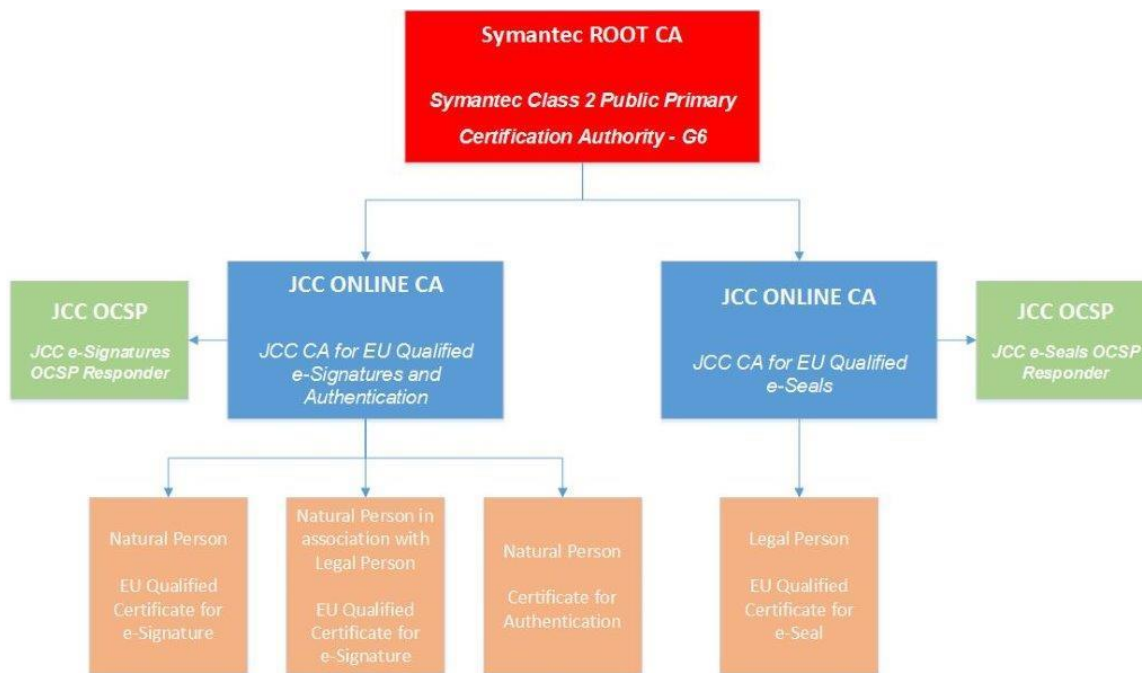 Symantec ROOT CA
Symantec Class 2 Public Primary
Certification Authority - G6
JCC OCSP
JCC e-Signatures
OCSP Responder
JCC ONLINE CA
JCC CA for EU Qualified
e-Signatures and
Authentication
JCC ONLINE CA
JCC CA for EU Qualified
e-Seals
JCC OCSP
JCC e-Seals OCSP
Responder
Natural Person
EU Qualified
Certificate for
e-Signature
Natural Person in
association with
Legal Person
EU Qualified
Certificate for
e-Signature
Natural Person
Certificate for
Authentication
Legal Person
EU Qualified
Certificate for
e-Seal